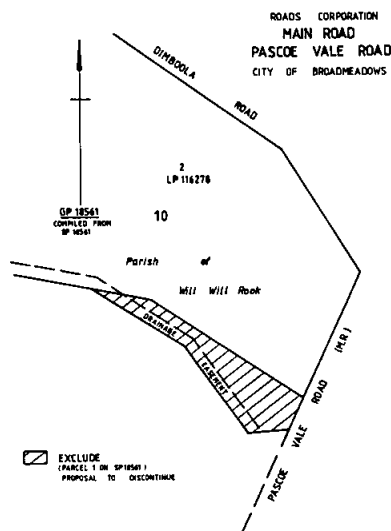 ROADS CORPORATION
MAIN ROAD
PASCOE VALE ROAD
CITY OF BROADMEADOWS
DIMBOOLA ROAD
2
LP 116278
GP 18561
COMPILED FROM
SP 18561
10
Parish of
Will Will Rook
DRAINAGE
EASEMENT
PASCOE VALE ROAD (M.R.)
EXCLUDE
(PARCEL 1 ON SP18561)
PROPOSAL TO DISCONTINUE